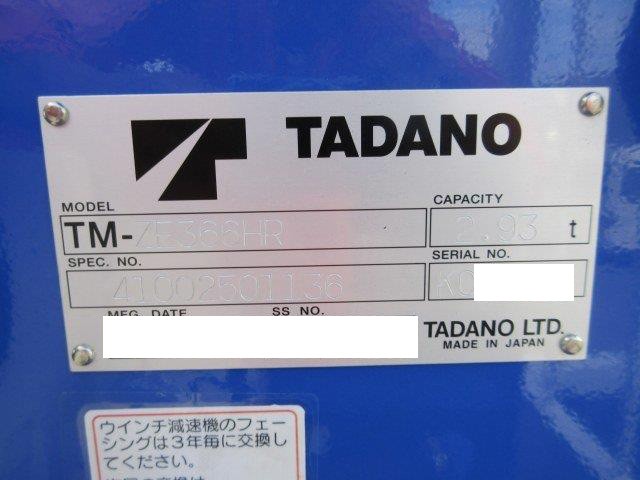 TADANO
MODEL
CAPACITY
TM-ZE366HR
2.93 t
SPEC. NO.
SERIAL NO.
41002501136
K0
MFG. DATE
SS NO.
TADANO LTD.
MADE IN JAPAN
ウインチ減速機のフェー
シングは3年毎に交換し
てください。